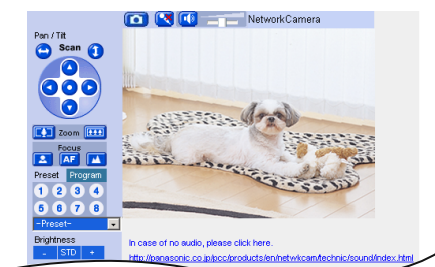 NetworkCamera
Pan / Tilt
Scan
Zoom
Focus
AF
Preset Program
1 2 3 4
5 6 7 8
-Preset-
Brightness
- STD +
In case of no audio, please click here.
http://panasonic.co.jp/pcc/products/en/netwkcam/technic/sound/index.html